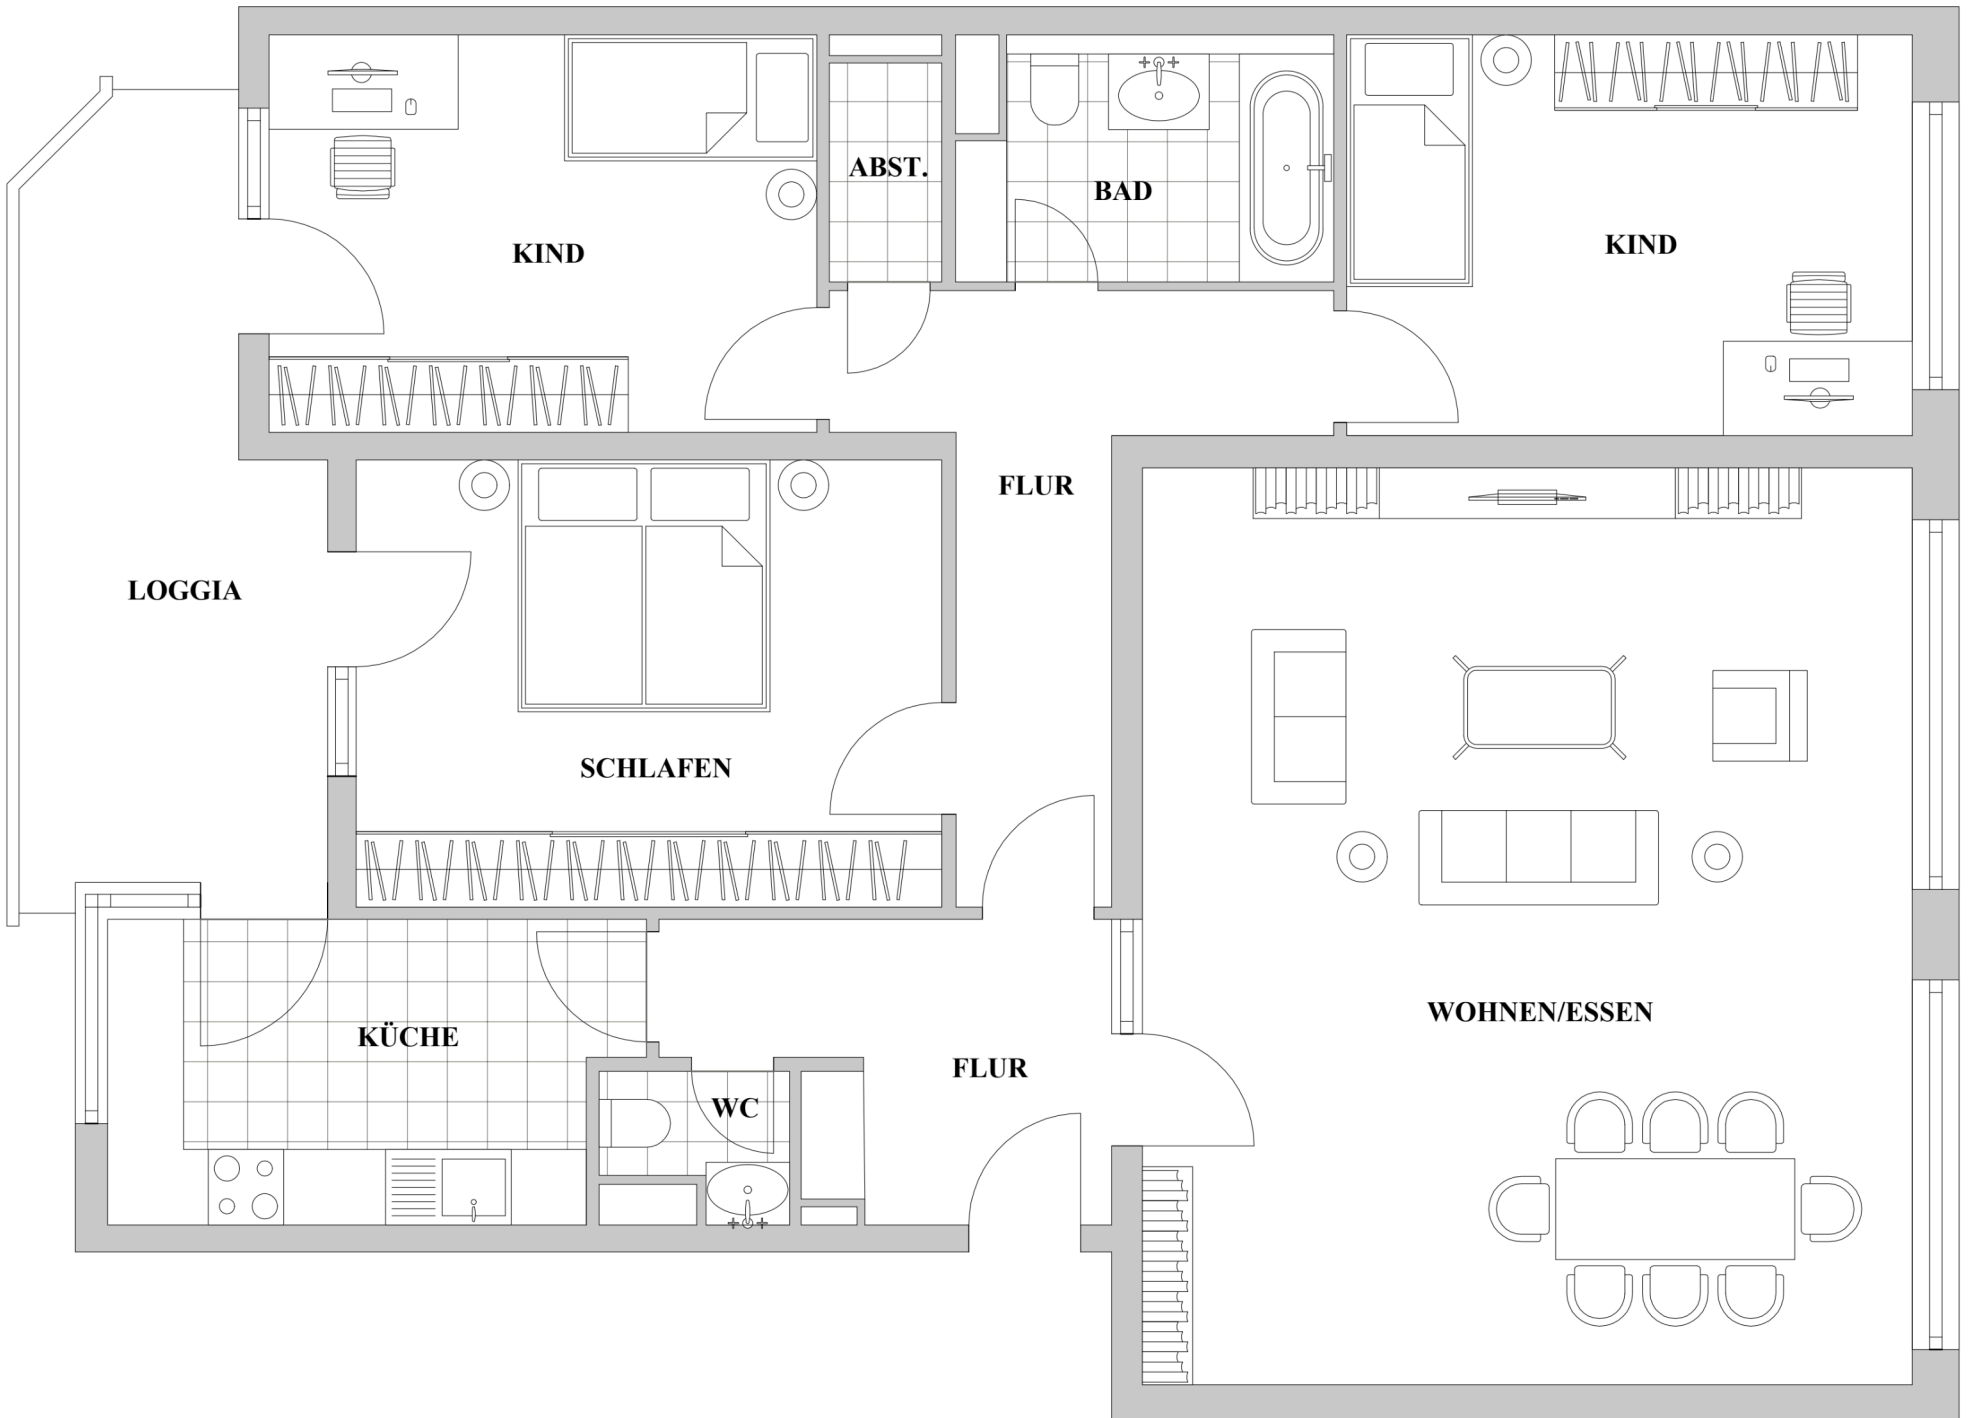 ABST.
BAD
KIND
KIND
FLUR
LOGGIA
SCHLAFEN
WOHNEN/ESSEN
KÜCHE
FLUR
WC